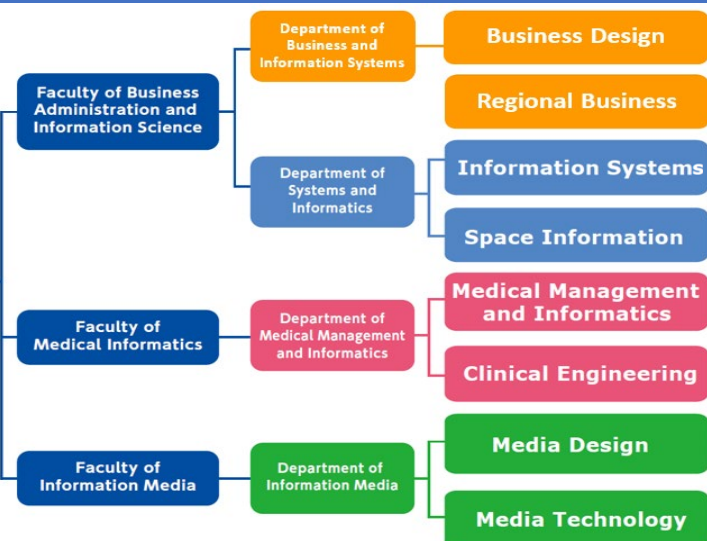 Faculty of Business
Administration and
Information Science
Department of
Business and
Information Systems
Business Design
Regional Business
Department of
Systems and
Informatics
Information Systems
Space Information
Faculty of
Medical Informatics
Department of
Medical Management
and Informatics
Medical Management
and Informatics
Clinical Engineering
Faculty of
Information Media
Department of
Information Media
Media Design
Media Technology